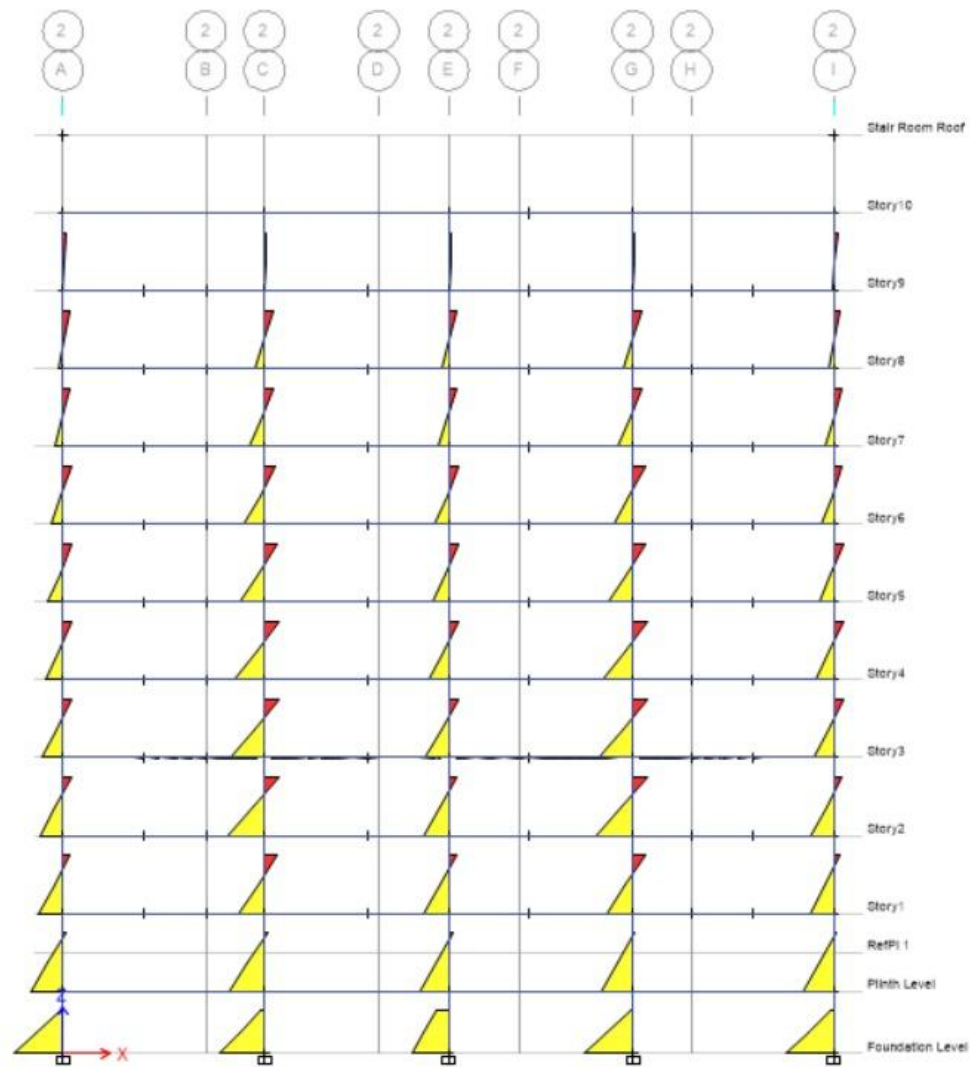 2 2 2 2 2 2 2 2 2
A B C D E F G H I
Stair Room Roof
Story10
Story9
Story8
Story7
Story6
Story5
Story4
Story3
Story2
Story1
RefPl 1
Plinth Level
Z
X
Foundation Level